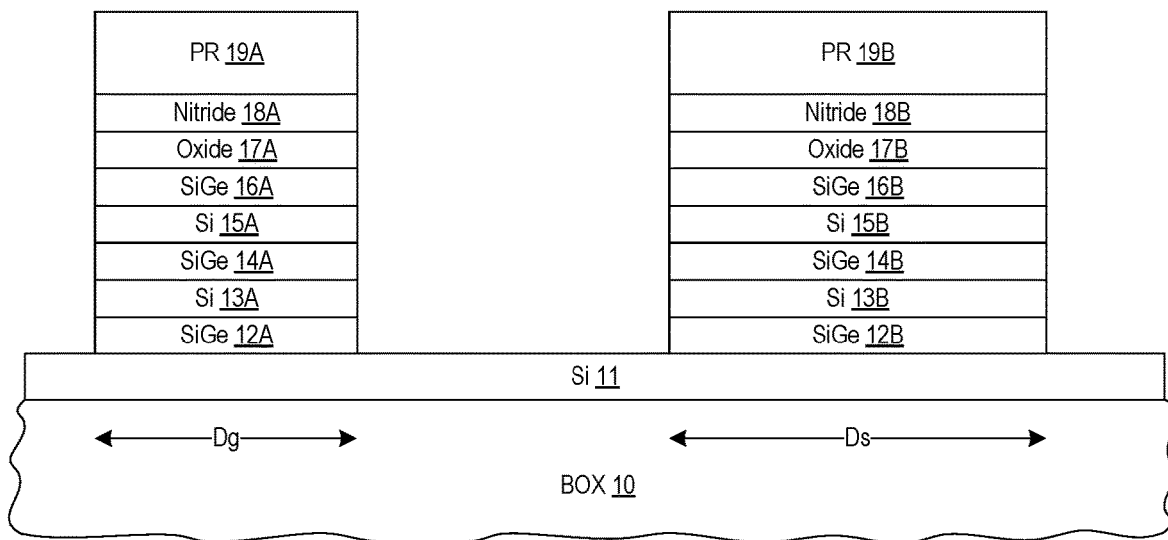 PR 19A PR 19B
Nitride 18A Nitride 18B
Oxide 17A Oxide 17B
SiGe 16A SiGe 16B
Si 15A Si 15B
SiGe 14A SiGe 14B
Si 13A Si 13B
SiGe 12A SiGe 12B
Si 11
Dg Ds
BOX 10